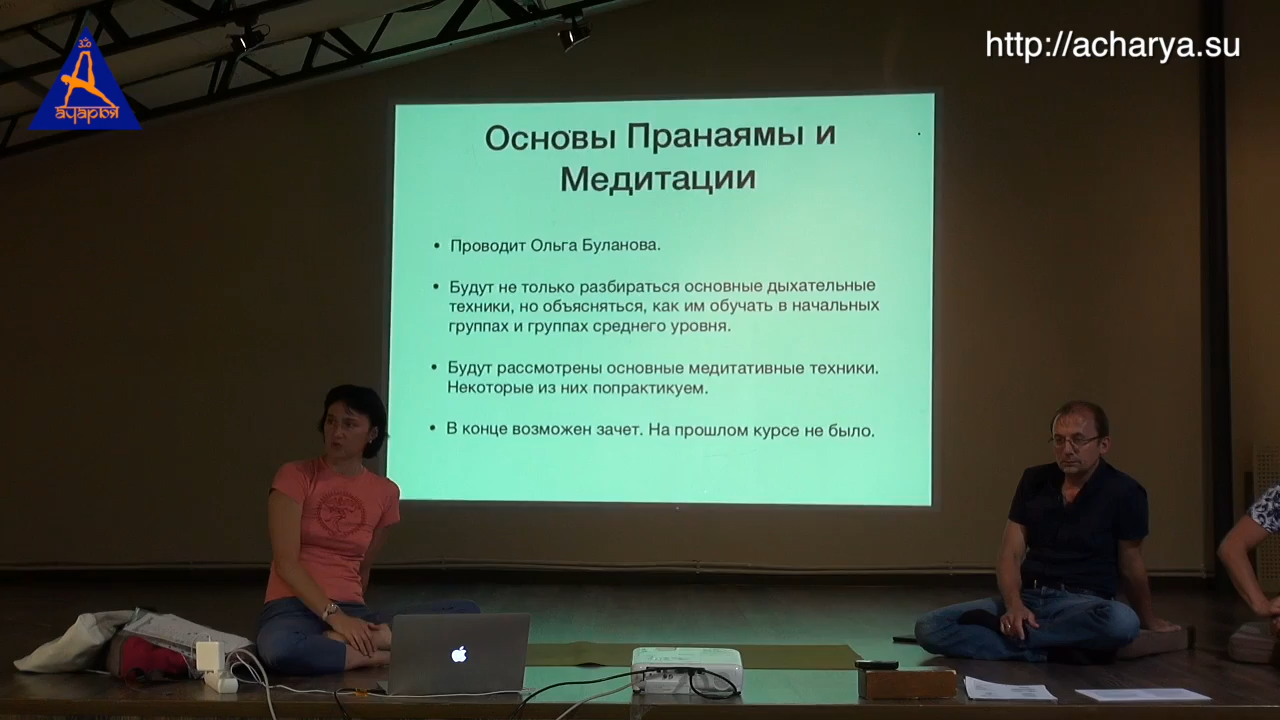 http://acharya.su
ॐ
ачарья
Основы Пранаямы и
Медитации
• Проводит Ольга Буланова.
• Будут не только разбираться основные дыхательные
техники, но объясняться, как им обучать в начальных
группах и группах среднего уровня.
• Будут рассмотрены основные медитативные техники.
Некоторые из них попрактикуем.
• В конце возможен зачет. На прошлом курсе не было.